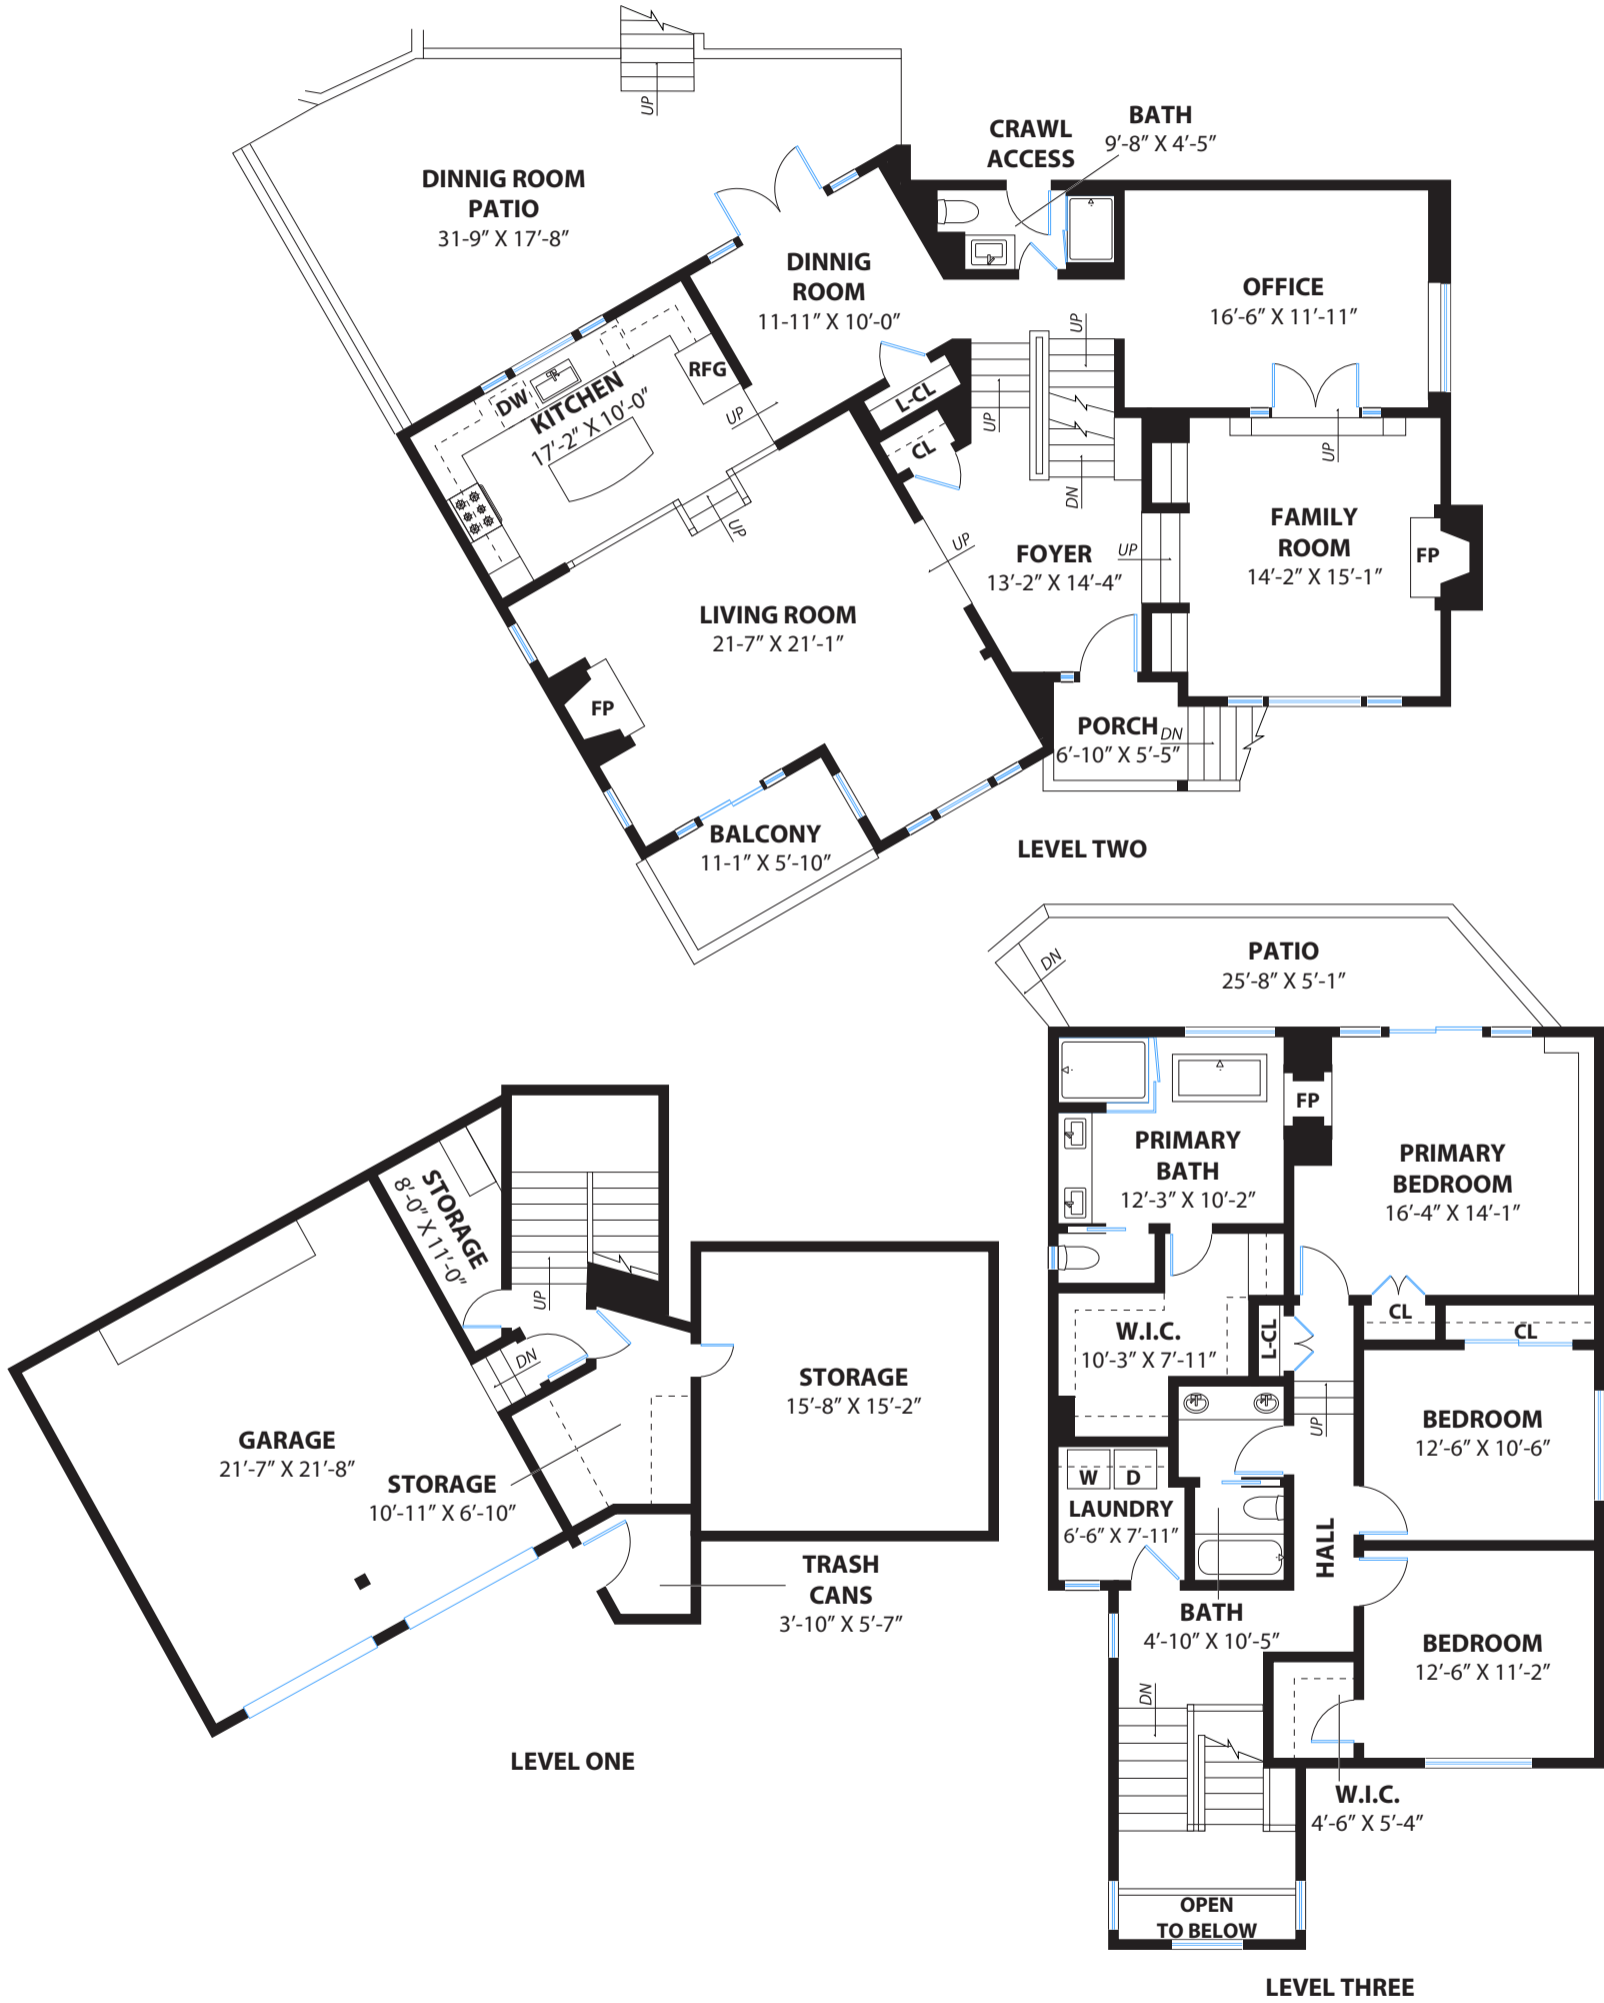 UP
DINNIG ROOM
PATIO
31-9” X 17’-8”
CRAWL
ACCESS
BATH
9’-8” X 4’-5”
DINNIG
ROOM
11-11” X 10’-0”
OFFICE
16’-6” X 11’-11”
RFG
DW
KITCHEN
17’-2” X 10’-0”
UP
L-CL
CL
UP
UP
UP
DN
UP
UP
UP
FOYER
13’-2” X 14’-4”
UP
FAMILY
ROOM
14’-2” X 15’-1”
FP
LIVING ROOM
21-7” X 21’-1”
FP
PORCH
6’-10” X 5’-5”
DN
BALCONY
11-1” X 5’-10”
LEVEL TWO
PATIO
25’-8” X 5’-1”
DN
PRIMARY
BATH
12’-3” X 10’-2”
FP
PRIMARY
BEDROOM
16’-4” X 14’-1”
W.I.C.
10’-3” X 7’-11”
L-CL
CL
CL
UP
BEDROOM
12’-6” X 10’-6”
W
D
LAUNDRY
6’-6” X 7’-11”
HALL
BATH
4’-10” X 10’-5”
BEDROOM
12’-6” X 11’-2”
DN
W.I.C.
4’-6” X 5’-4”
OPEN
TO BELOW
LEVEL THREE
STORAGE
8’-0” X 11’-0”
UP
DN
STORAGE
15’-8” X 15’-2”
GARAGE
21’-7” X 21’-8”
STORAGE
10’-11” X 6’-10”
TRASH
CANS
3’-10” X 5’-7”
LEVEL ONE